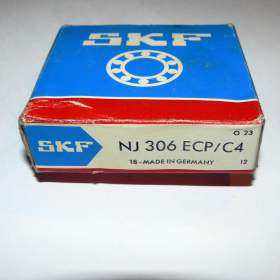 SKF
O 23
SKF
NJ 306 ECP/C4
18-MADE IN GERMANY
12